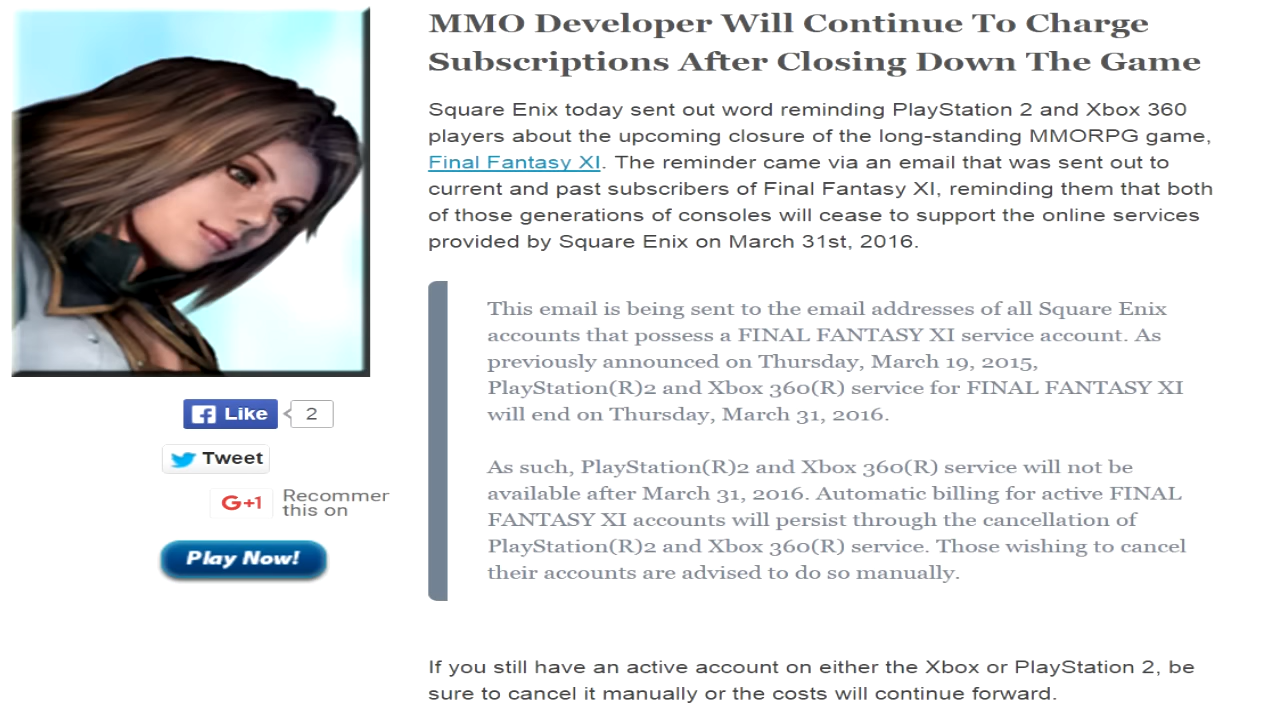 MMO Developer Will Continue To Charge
Subscriptions After Closing Down The Game
Square Enix today sent out word reminding PlayStation 2 and Xbox 360
players about the upcoming closure of the long-standing MMORPG game,
Final Fantasy XI. The reminder came via an email that was sent out to
current and past subscribers of Final Fantasy XI, reminding them that both
of those generations of consoles will cease to support the online services
provided by Square Enix on March 31st, 2016.
This email is being sent to the email addresses of all Square Enix
accounts that possess a FINAL FANTASY XI service account. As
previously announced on Thursday, March 19, 2015,
PlayStation(R)2 and Xbox 360(R) service for FINAL FANTASY XI
will end on Thursday, March 31, 2016.
As such, PlayStation(R)2 and Xbox 360(R) service will not be
available after March 31, 2016. Automatic billing for active FINAL
FANTASY XI accounts will persist through the cancellation of
PlayStation(R)2 and Xbox 360(R) service. Those wishing to cancel
their accounts are advised to do so manually.
If you still have an active account on either the Xbox or PlayStation 2, be
sure to cancel it manually or the costs will continue forward.
Like 2
Tweet
G+1 Recommer
this on
Play Now!